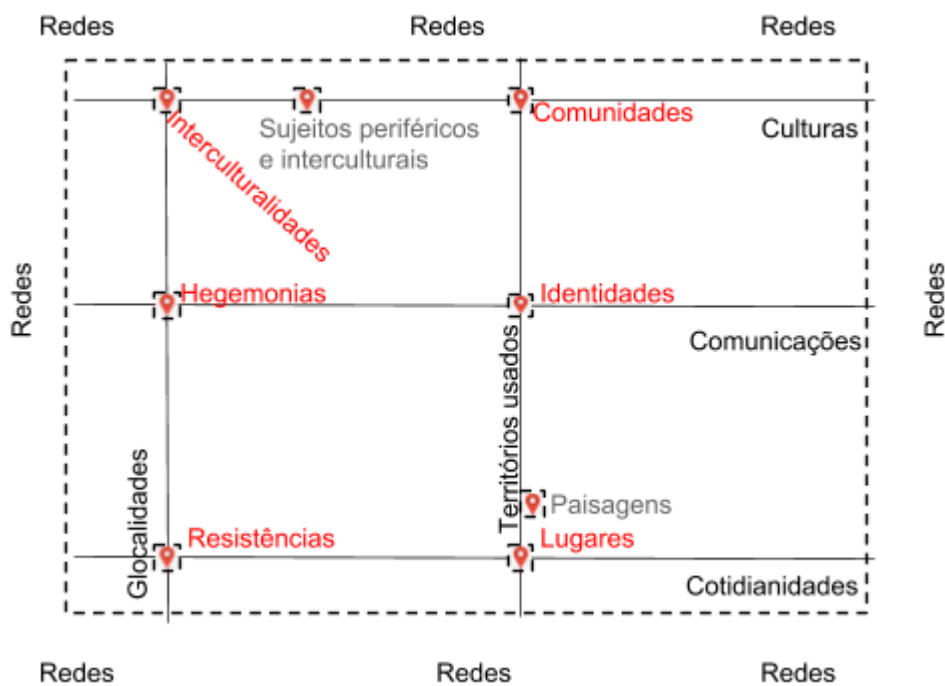 Redes
Redes
Redes
Interculturalidades
Sujeitos periféricos
e interculturais
Comunidades
Culturas
Redes
Hegemonias
Identidades
Redes
Comunicações
Territórios usados
Glocalidades
Paisagens
Resistências
Lugares
Cotidianidades
Redes
Redes
Redes